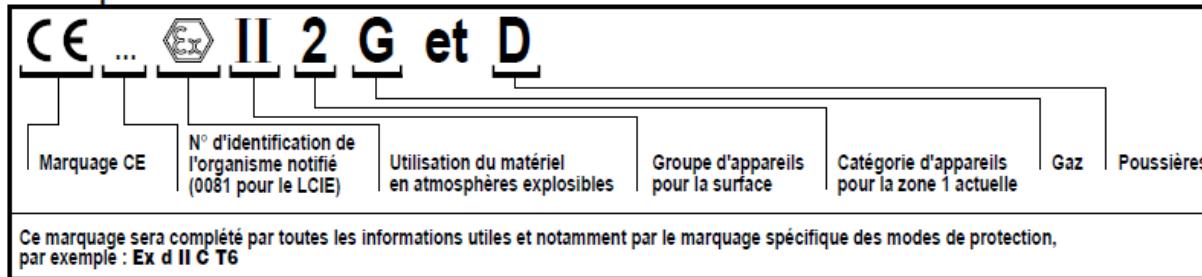 CE ... Ex II 2 G et D
Marquage CE
N° d'identification de
l'organisme notifié
(0081 pour le LCIE)
Utilisation du matériel
en atmosphères explosibles
Groupe d'appareils
pour la surface
Catégorie d'appareils
pour la zone 1 actuelle
Gaz
Poussières
Ce marquage sera complété par toutes les informations utiles et notamment par le marquage spécifique des modes de protection,
par exemple : Ex d II C T6